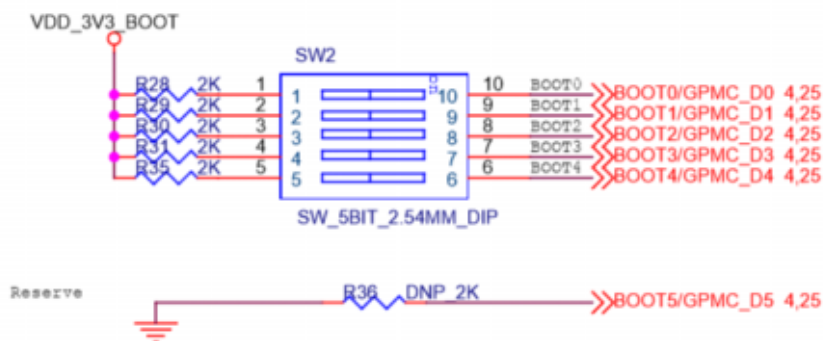 VDD_3V3_BOOT
SW2
R28 2K 1 1 10 10 BOOT0 BOOT0/GPMC_D0 4,25
R29 2K 2 2 9 9 BOOT1 BOOT1/GPMC_D1 4,25
R30 2K 3 3 8 8 BOOT2 BOOT2/GPMC_D2 4,25
R31 2K 4 4 7 7 BOOT3 BOOT3/GPMC_D3 4,25
R35 2K 5 5 6 6 BOOT4 BOOT4/GPMC_D4 4,25
SW_5BIT_2.54MM_DIP
Reserve R36 DNP_2K BOOT5/GPMC_D5 4,25